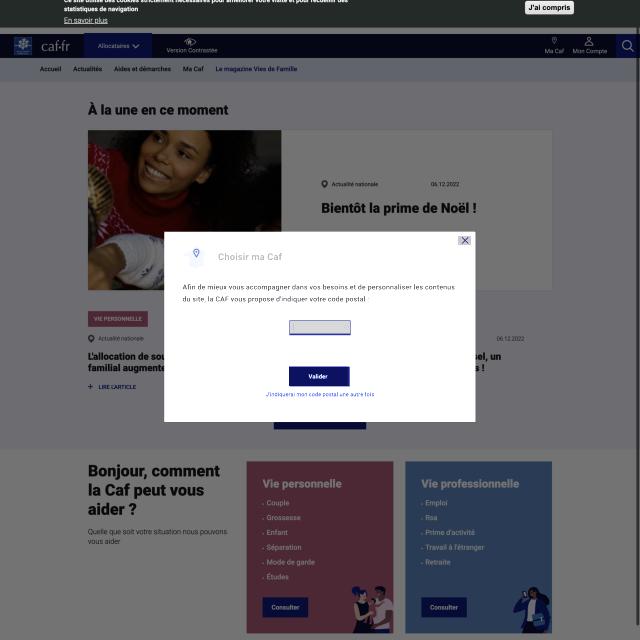 Ce site utilise des cookies strictement nécessaires pour améliorer votre visite et pour recueillir des
statistiques de navigation
En savoir plus
J'ai compris
caf·fr
Allocataires
Version Contrastée
Ma Caf
Mon Compte
Accueil
Actualités
Aides et démarches
Ma Caf
Le magazine Vies de Famille
À la une en ce moment
Actualité nationale
06.12.2022
Bientôt la prime de Noël !
Choisir ma Caf
Afin de mieux vous accompagner dans vos besoins et de personnaliser les contenus
du site, la CAF vous propose d'indiquer votre code postal :
Valider
J'indiquerai mon code postal une autre fois
VIE PERSONNELLE
Actualité nationale
L'allocation de sou
familial augmente
+ LIRE L'ARTICLE
06.12.2022
el, un
s !
Bonjour, comment
la Caf peut vous
aider ?
Quelle que soit votre situation nous pouvons
vous aider
Vie personnelle
Couple
Grossesse
Enfant
Séparation
Mode de garde
Études
Consulter
Vie professionnelle
Emploi
Rsa
Prime d'activité
Travail à l'étranger
Retraite
Consulter